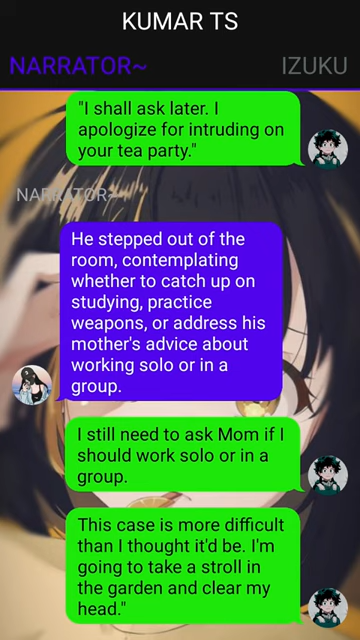 KUMAR TS
NARRATOR~
IZUKU
"I shall ask later. I
apologize for intruding on
your tea party."
NARRATOR~
He stepped out of the
room, contemplating
whether to catch up on
studying, practice
weapons, or address his
mother's advice about
working solo or in a
group.
I still need to ask Mom if I
should work solo or in a
group.
This case is more difficult
than I thought it'd be. I'm
going to take a stroll in
the garden and clear my
head."